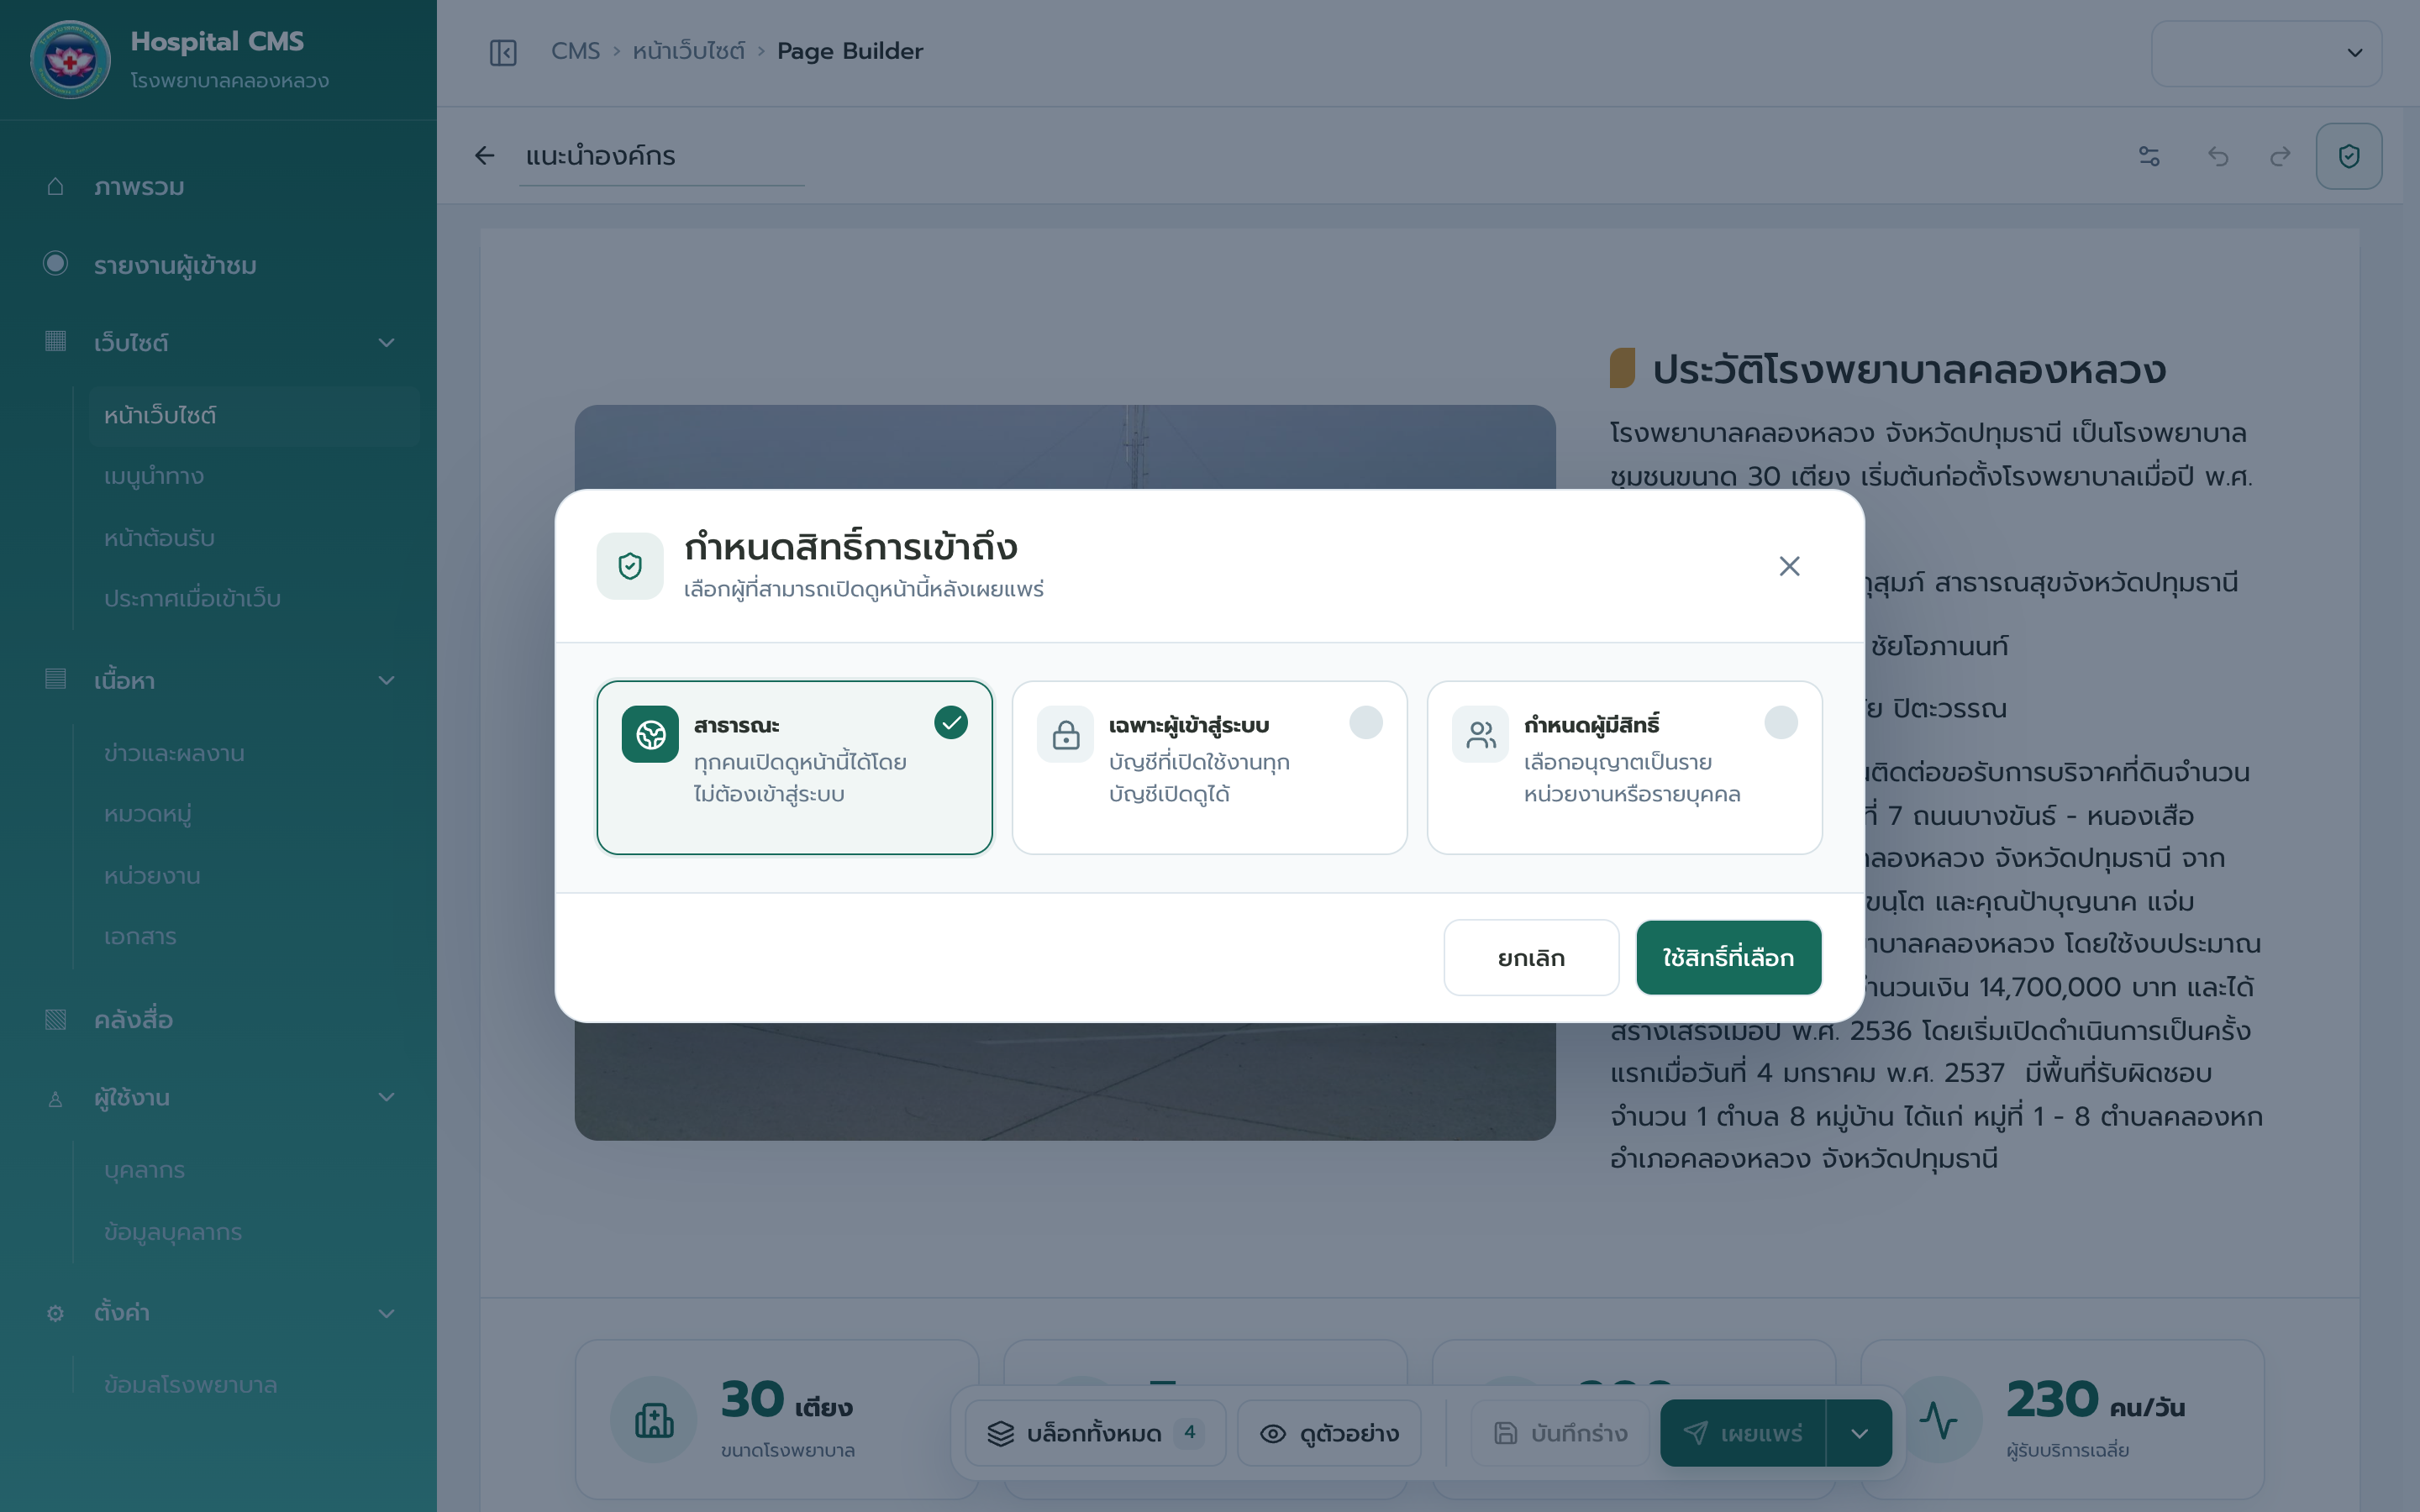 Hospital CMS
โรงพยาบาลคลองหลวง
ภาพรวม
รายงานผู้เข้าชม
เว็บไซต์
หน้าเว็บไซต์
เมนูนำทาง
หน้าต้อนรับ
ประกาศเมื่อเข้าเว็บ
เนื้อหา
ข่าวและผลงาน
หมวดหมู่
หน่วยงาน
เอกสาร
คลังสื่อ
ผู้ใช้งาน
บุคลากร
ข้อมูลบุคลากร
ตั้งค่า
ข้อมูลโรงพยาบาล
CMS › หน้าเว็บไซต์ › Page Builder
แนะนำองค์กร
ประวัติโรงพยาบาลคลองหลวง
โรงพยาบาลคลองหลวง จังหวัดปทุมธานี เป็นโรงพยาบาล
ชุมชนขนาด 30 เตียง เริ่มต้นก่อตั้งโรงพยาบาลเมื่อปี พ.ศ.
สาธารณสุขจังหวัดปทุมธานี
ชัยโอภานนท์
ปิตะวรรณ
ติดต่อขอรับการบริจาคที่ดินจำนวน
ที่ 7 ถนนบางขันธ์ - หนองเสือ
คลองหลวง จังหวัดปทุมธานี จาก
และคุณป้าบุญนาค แจ่ม
บาลคลองหลวง โดยใช้งบประมาณ
จำนวนเงิน 14,700,000 บาท และได้
สร้างเสร็จเมื่อปี พ.ศ. 2536 โดยเริ่มเปิดดำเนินการเป็นครั้ง
แรกเมื่อวันที่ 4 มกราคม พ.ศ. 2537 มีพื้นที่รับผิดชอบ
จำนวน 1 ตำบล 8 หมู่บ้าน ได้แก่ หมู่ที่ 1 - 8 ตำบลคลองหก
อำเภอคลองหลวง จังหวัดปทุมธานี
กำหนดสิทธิ์การเข้าถึง
เลือกผู้ที่สามารถเปิดดูหน้านี้หลังเผยแพร่
สาธารณะ
ทุกคนเปิดดูหน้านี้ได้โดย
ไม่ต้องเข้าสู่ระบบ
เฉพาะผู้เข้าสู่ระบบ
บัญชีที่เปิดใช้งานทุก
บัญชีเปิดดูได้
กำหนดผู้มีสิทธิ์
เลือกอนุญาตเป็นราย
หน่วยงานหรือรายบุคคล
ยกเลิก
ใช้สิทธิ์ที่เลือก
30 เตียง
ขนาดโรงพยาบาล
230 คน/วัน
ผู้รับบริการเฉลี่ย
บล็อกทั้งหมด 4
ดูตัวอย่าง
บันทึกร่าง
เผยแพร่